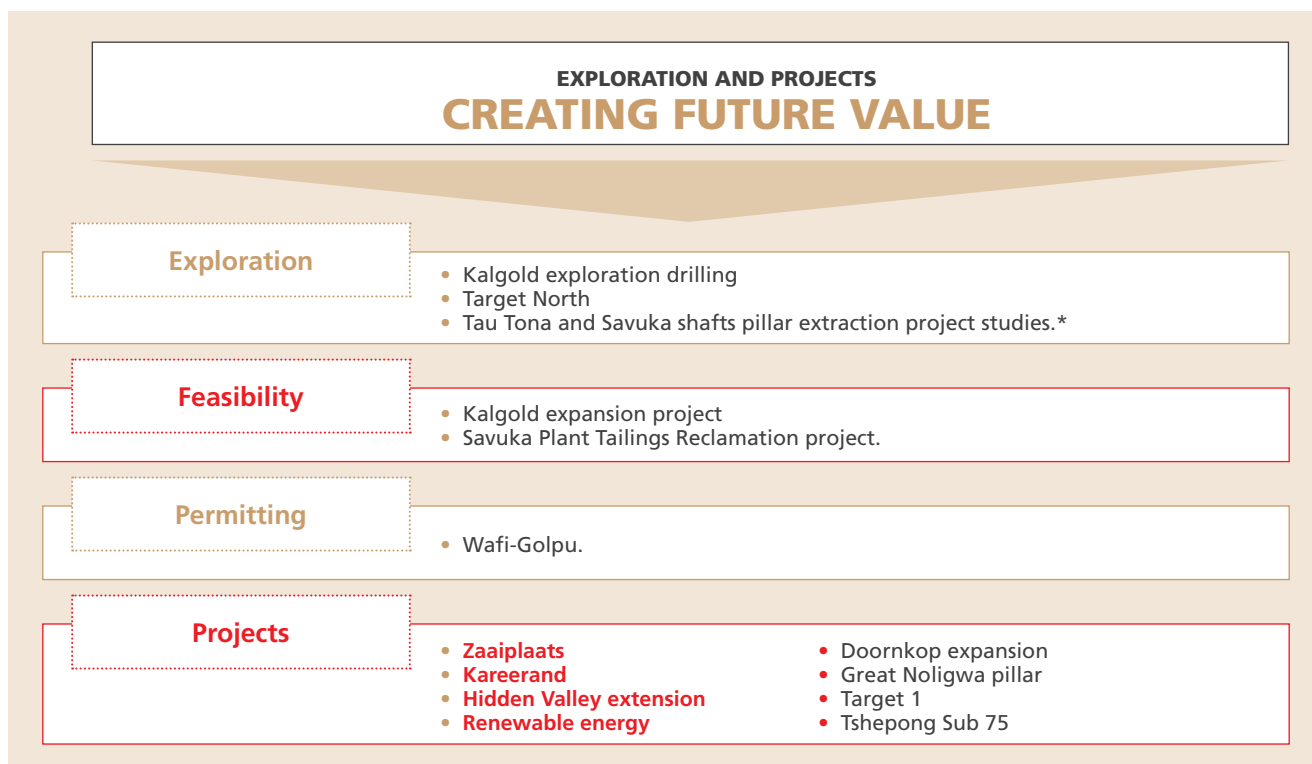 EXPLORATION AND PROJECTS
CREATING FUTURE VALUE
Exploration
• Kalgold exploration drilling
• Target North
• Tau Tona and Savuka shafts pillar extraction project studies.*
Feasibility
• Kalgold expansion project
• Savuka Plant Tailings Reclamation project.
Permitting
• Wafi-Golpu.
Projects
• Zaaiplaats
• Kareerand
• Hidden Valley extension
• Renewable energy
• Doornkop expansion
• Great Noligwa pillar
• Target 1
• Tshepong Sub 75